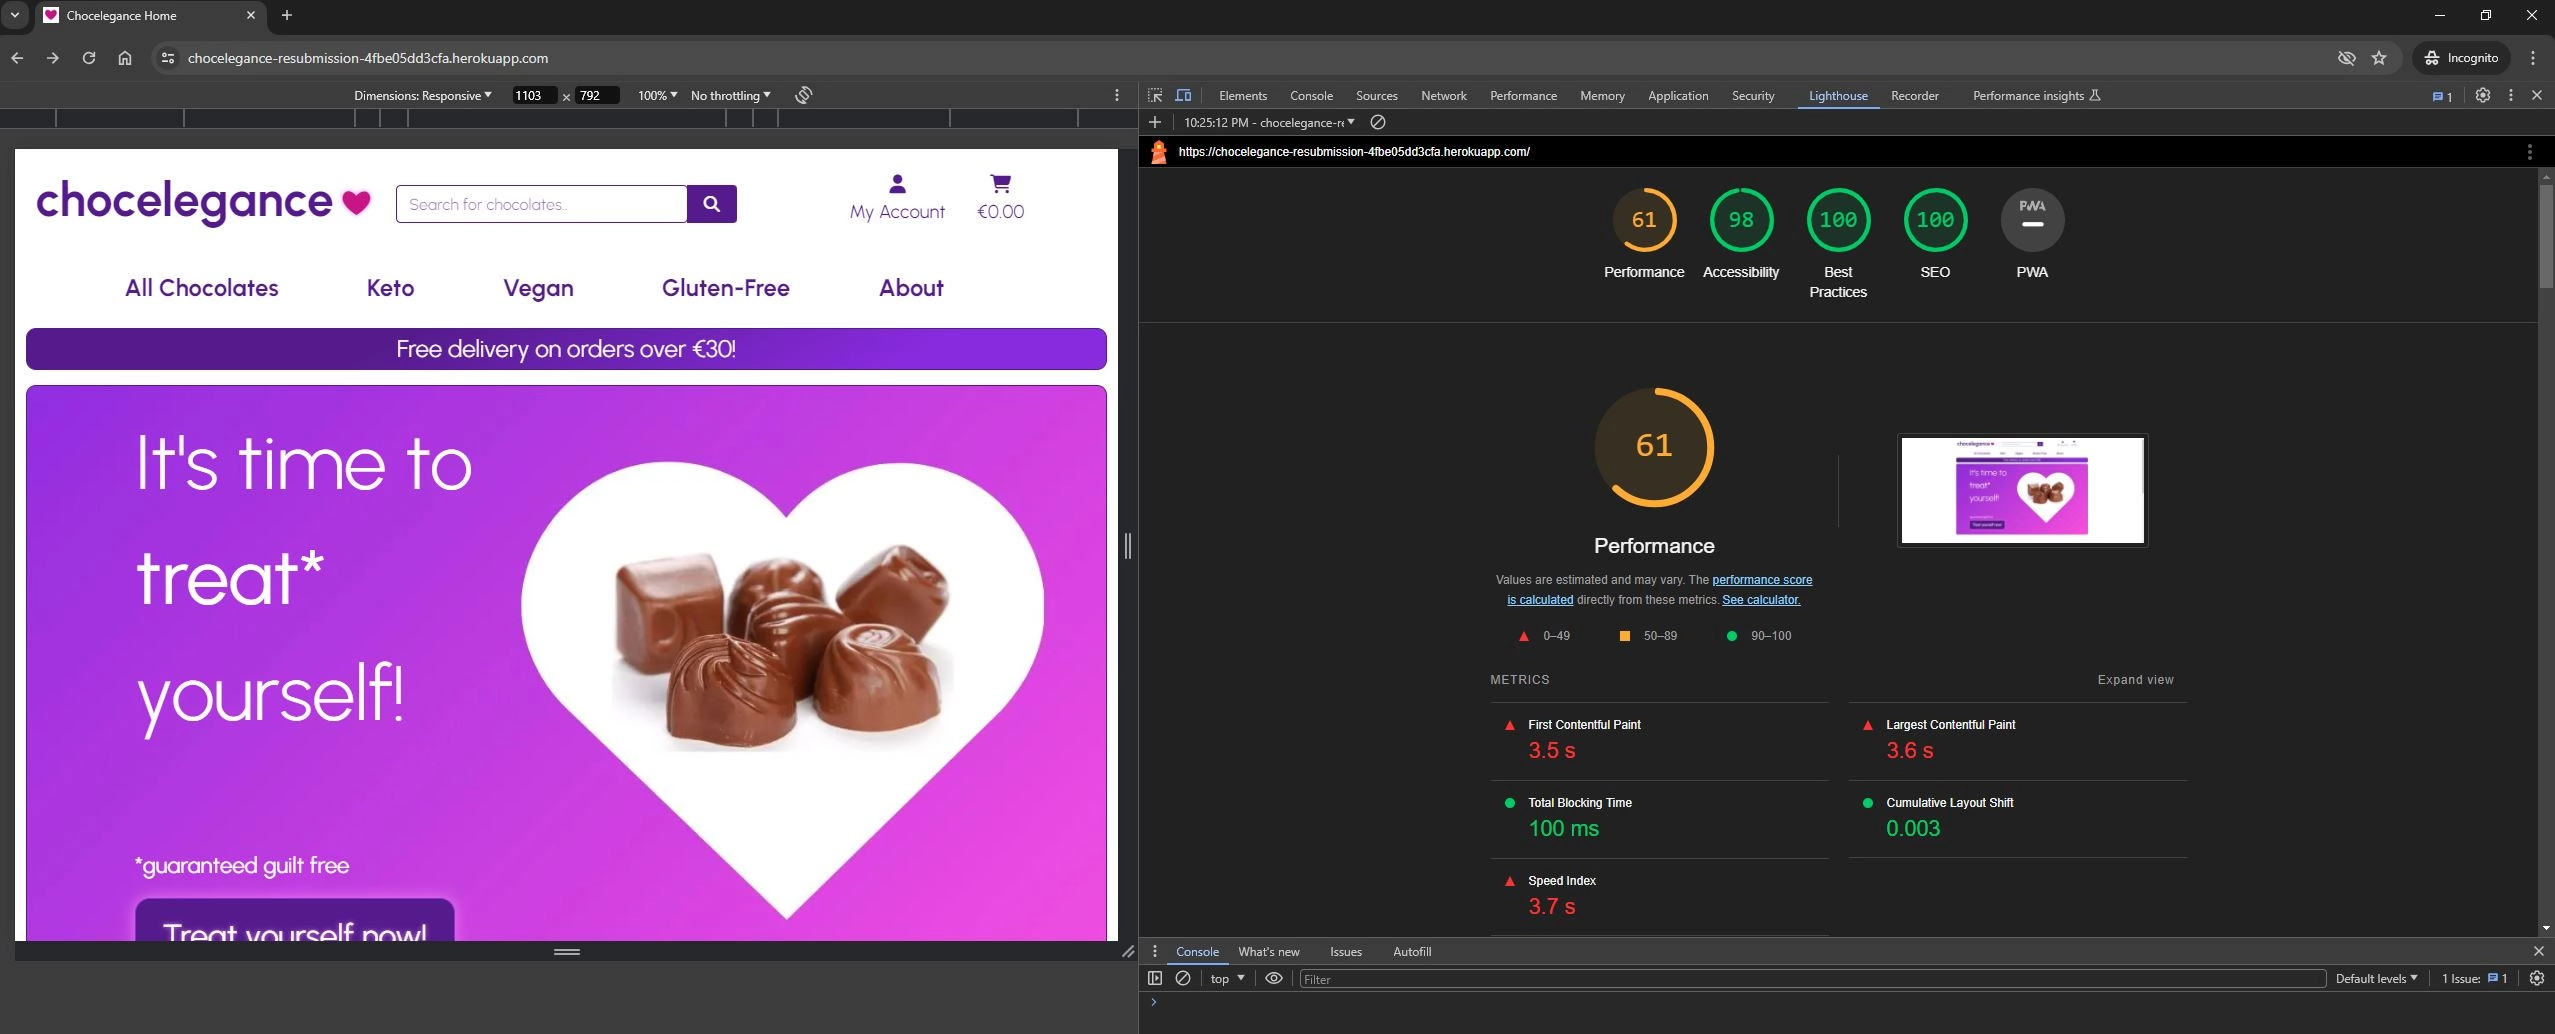 Chocelegance Home
chocelegance-resubmission-4fbe05dd3cfa.herokuapp.com
Incognito
Dimensions: Responsive 1103 × 792 100% No throttling
chocelegance
Search for chocolates..
My Account
€0.00
All Chocolates Keto Vegan Gluten-Free About
Free delivery on orders over €30!
It's time to
treat*
yourself!
*guaranteed guilt free
Treat yourself now!
Elements Console Sources Network Performance Memory Application Security Lighthouse Recorder Performance insights 1
10:25:12 PM - chocelegance-re
https://chocelegance-resubmission-4fbe05dd3cfa.herokuapp.com/
61 98 100 100 PWA
Performance Accessibility Best Practices SEO PWA
61
Performance
Values are estimated and may vary. The performance score
is calculated directly from these metrics. See calculator.
0–49 50–89 90–100
METRICS
Expand view
First Contentful Paint
3.5 s
Largest Contentful Paint
3.6 s
Total Blocking Time
100 ms
Cumulative Layout Shift
0.003
Speed Index
3.7 s
Console What's new Issues Autofill
top Filter Default levels 1 Issue: 1